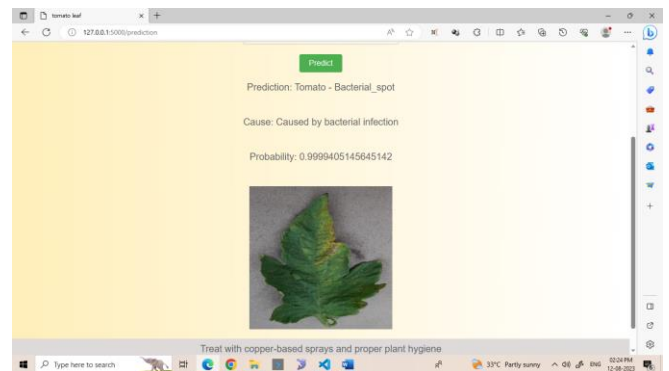 tomato leaf
127.0.0.1:5000/prediction
Predict
Prediction: Tomato - Bacterial_spot
Cause: Caused by bacterial infection
Probability: 0.9999405145645142
Treat with copper-based sprays and proper plant hygiene
Type here to search
33°C Partly sunny
ENG
02:24 PM
12-08-2023